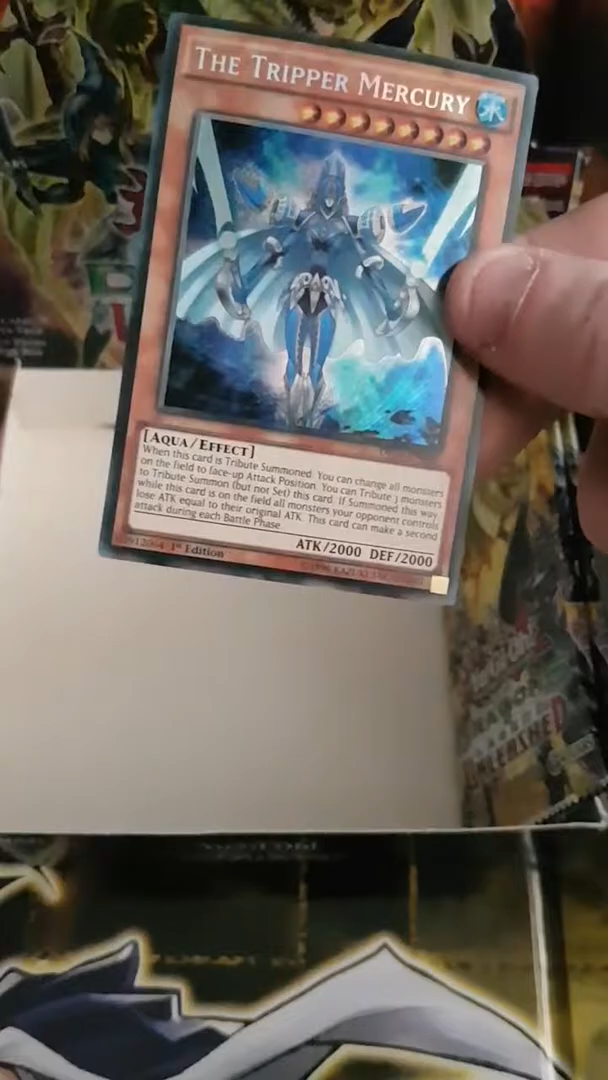 THE TRIPPER MERCURY
[AQUA/EFFECT]
When this card is Tribute Summoned: You can change all monsters
on the field to face-up Attack Position. You can Tribute 3 monsters
to Tribute Summon (but not Set) this card. If Summoned this way,
while this card is on the field all monsters your opponent controls
lose ATK equal to their original ATK. This card can make a second
attack during each Battle Phase.
ATK/2000 DEF/2000
1st Edition
©1996
UNLEASHED